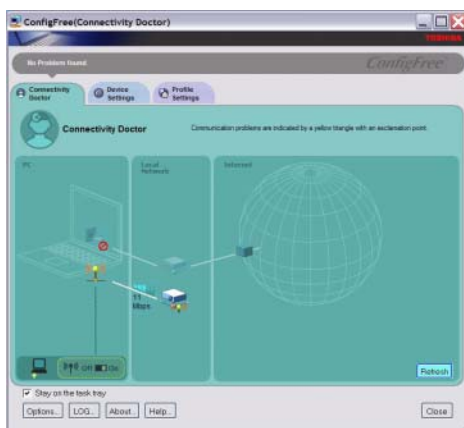 ConfigFree(Connectivity Doctor)
TOSHIBA
No Problem found.
ConfigFree
Connectivity Doctor
Device Settings
Profile Settings
Connectivity Doctor
Communication problems are indicated by a yellow triangle with an exclamation point.
PC
Local Network
Internet
11
Mbps
Off On
Refresh
Stay on the task tray
Options..
LOG..
About..
Help..
Close